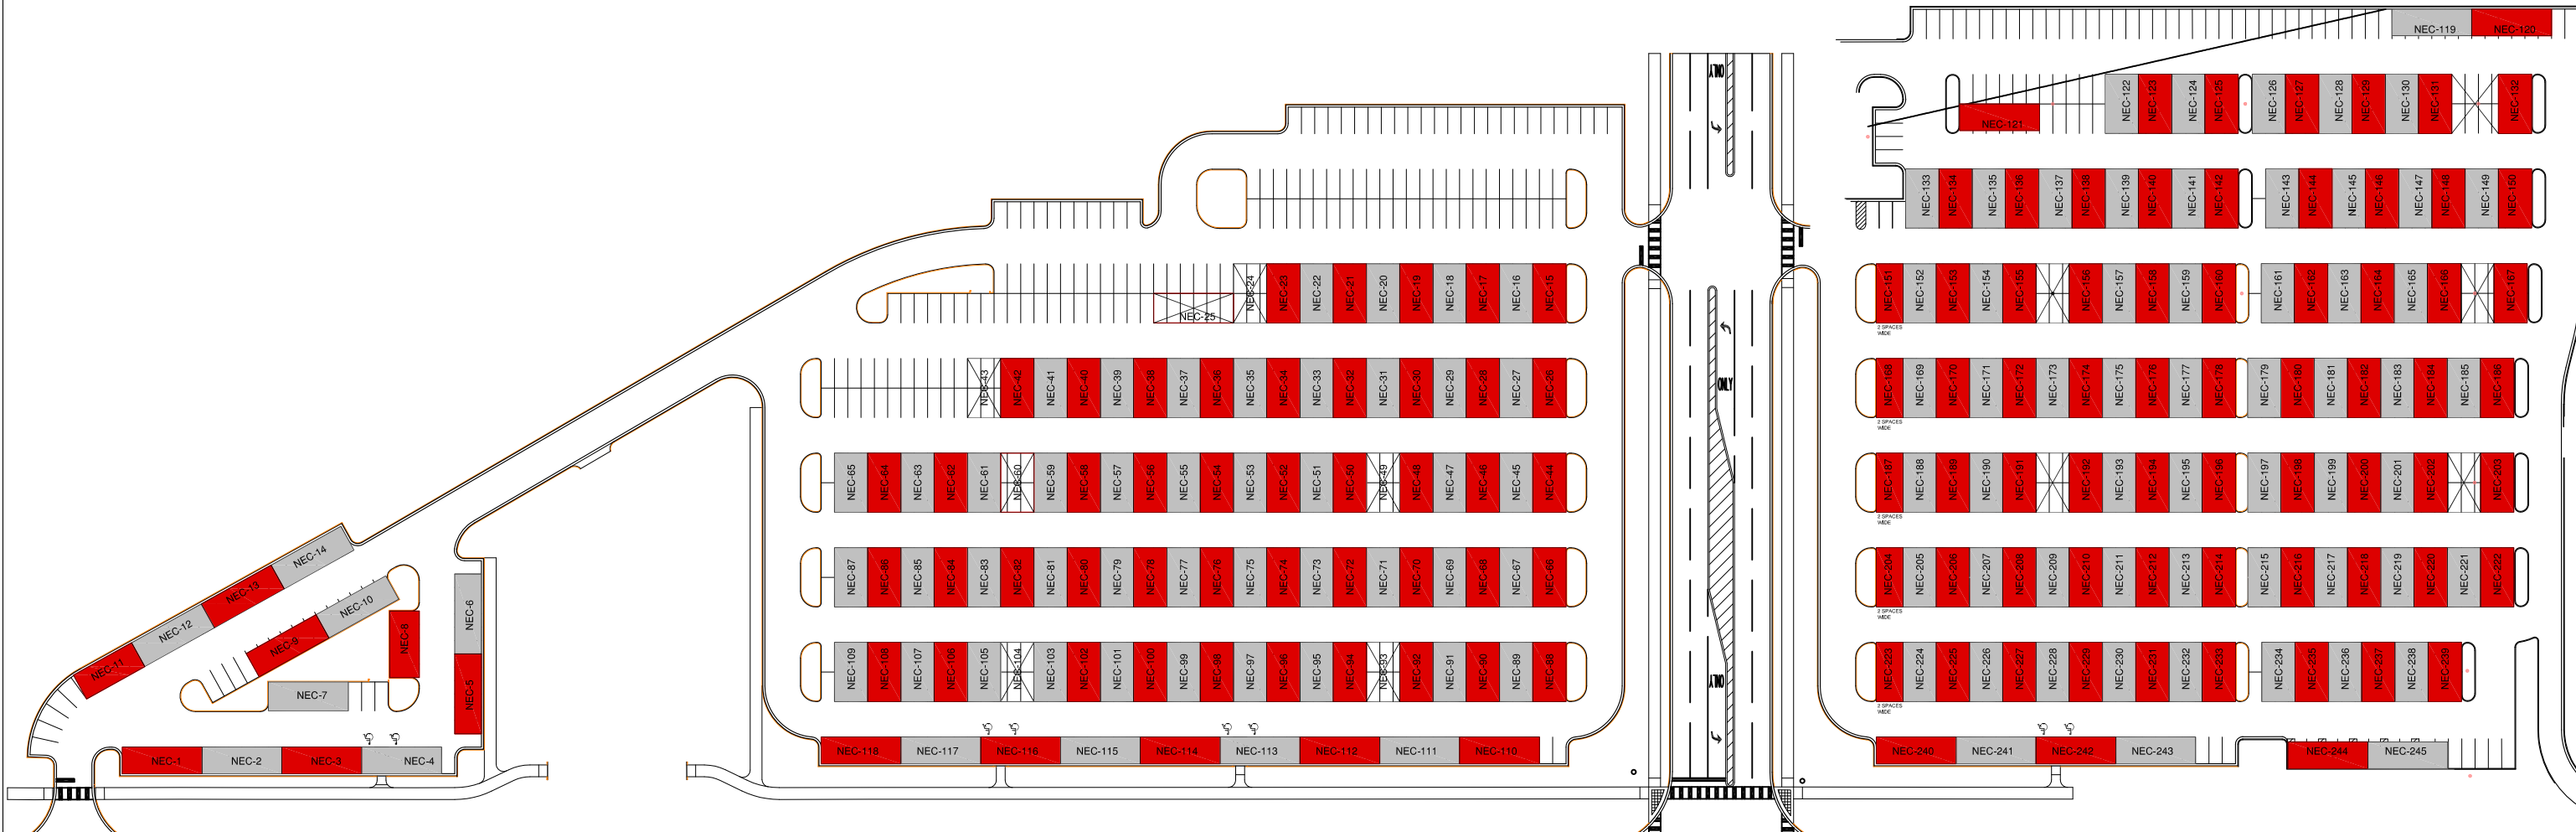 NEC-119 NEC-120
ONLY
NEC-121 NEC-122 NEC-123 NEC-124 NEC-125 NEC-126 NEC-127 NEC-128 NEC-129 NEC-130 NEC-131 NEC-132
NEC-133 NEC-134 NEC-135 NEC-136 NEC-137 NEC-138 NEC-139 NEC-140 NEC-141 NEC-142 NEC-143 NEC-144 NEC-145 NEC-146 NEC-147 NEC-148 NEC-149 NEC-150
NEC-25 NEC-24 NEC-23 NEC-22 NEC-21 NEC-20 NEC-19 NEC-18 NEC-17 NEC-16 NEC-15
NEC-151 NEC-152 NEC-153 NEC-154 NEC-155 NEC-156 NEC-157 NEC-158 NEC-159 NEC-160 NEC-161 NEC-162 NEC-163 NEC-164 NEC-165 NEC-166 NEC-167
2 SPACES
WIDE
NEC-43 NEC-42 NEC-41 NEC-40 NEC-39 NEC-38 NEC-37 NEC-36 NEC-35 NEC-34 NEC-33 NEC-32 NEC-31 NEC-30 NEC-29 NEC-28 NEC-27 NEC-26
ONLY
NEC-168 NEC-169 NEC-170 NEC-171 NEC-172 NEC-173 NEC-174 NEC-175 NEC-176 NEC-177 NEC-178 NEC-179 NEC-180 NEC-181 NEC-182 NEC-183 NEC-184 NEC-185 NEC-186
2 SPACES
WIDE
NEC-65 NEC-64 NEC-63 NEC-62 NEC-61 NEC-60 NEC-59 NEC-58 NEC-57 NEC-56 NEC-55 NEC-54 NEC-53 NEC-52 NEC-51 NEC-50 NEC-49 NEC-48 NEC-47 NEC-46 NEC-45 NEC-44
NEC-187 NEC-188 NEC-189 NEC-190 NEC-191 NEC-192 NEC-193 NEC-194 NEC-195 NEC-196 NEC-197 NEC-198 NEC-199 NEC-200 NEC-201 NEC-202 NEC-203
2 SPACES
WIDE
NEC-87 NEC-86 NEC-85 NEC-84 NEC-83 NEC-82 NEC-81 NEC-80 NEC-79 NEC-78 NEC-77 NEC-76 NEC-75 NEC-74 NEC-73 NEC-72 NEC-71 NEC-70 NEC-69 NEC-68 NEC-67 NEC-66
NEC-204 NEC-205 NEC-206 NEC-207 NEC-208 NEC-209 NEC-210 NEC-211 NEC-212 NEC-213 NEC-214 NEC-215 NEC-216 NEC-217 NEC-218 NEC-219 NEC-220 NEC-221 NEC-222
2 SPACES
WIDE
NEC-14
NEC-13
NEC-12
NEC-11
NEC-10
NEC-9
NEC-8
NEC-7
NEC-6
NEC-5
NEC-109 NEC-108 NEC-107 NEC-106 NEC-105 NEC-104 NEC-103 NEC-102 NEC-101 NEC-100 NEC-99 NEC-98 NEC-97 NEC-96 NEC-95 NEC-94 NEC-93 NEC-92 NEC-91 NEC-90 NEC-89 NEC-88
ONLY
NEC-223 NEC-224 NEC-225 NEC-226 NEC-227 NEC-228 NEC-229 NEC-230 NEC-231 NEC-232 NEC-233 NEC-234 NEC-235 NEC-236 NEC-237 NEC-238 NEC-239
2 SPACES
WIDE
NEC-1 NEC-2 NEC-3 NEC-4
NEC-118 NEC-117 NEC-116 NEC-115 NEC-114 NEC-113 NEC-112 NEC-111 NEC-110
NEC-240 NEC-241 NEC-242 NEC-243 NEC-244 NEC-245